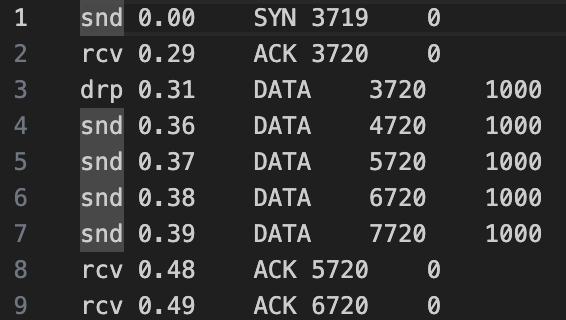 1 snd 0.00 SYN 3719 0
2 rcv 0.29 ACK 3720 0
3 drp 0.31 DATA 3720 1000
4 snd 0.36 DATA 4720 1000
5 snd 0.37 DATA 5720 1000
6 snd 0.38 DATA 6720 1000
7 snd 0.39 DATA 7720 1000
8 rcv 0.48 ACK 5720 0
9 rcv 0.49 ACK 6720 0